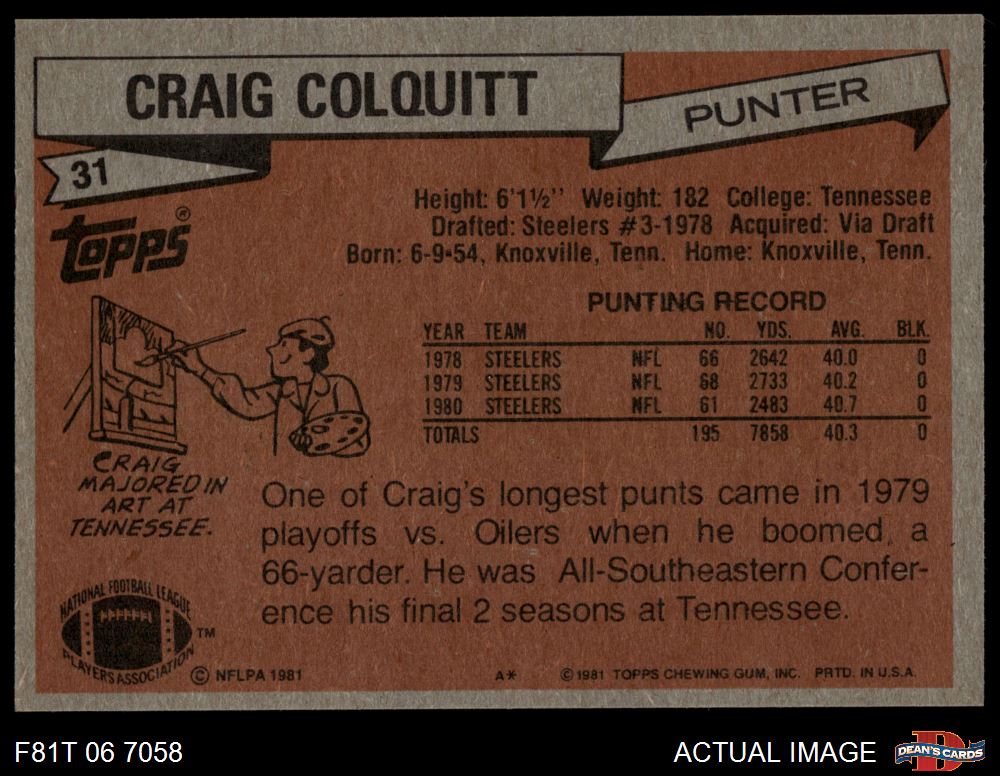 CRAIG COLQUITT
PUNTER
31
TOPPS®
Height: 6'1½'' Weight: 182 College: Tennessee
Drafted: Steelers #3-1978 Acquired: Via Draft
Born: 6-9-54, Knoxville, Tenn. Home: Knoxville, Tenn.
PUNTING RECORD
YEAR TEAM NO. YDS. AVG. BLK.
1978 STEELERS NFL 66 2642 40.0 0
1979 STEELERS NFL 68 2733 40.2 0
1980 STEELERS NFL 61 2483 40.7 0
TOTALS 195 7858 40.3 0
CRAIG
MAJORED IN
ART AT
TENNESSEE.
One of Craig's longest punts came in 1979
playoffs vs. Oilers when he boomed a
66-yarder. He was All-Southeastern Confer-
ence his final 2 seasons at Tennessee.
NATIONAL FOOTBALL LEAGUE
PLAYERS ASSOCIATION
TM
© NFLPA 1981
A*
© 1981 TOPPS CHEWING GUM, INC. PRTD. IN U.S.A.
F81T 06 7058
ACTUAL IMAGE
DEAN'S CARDS